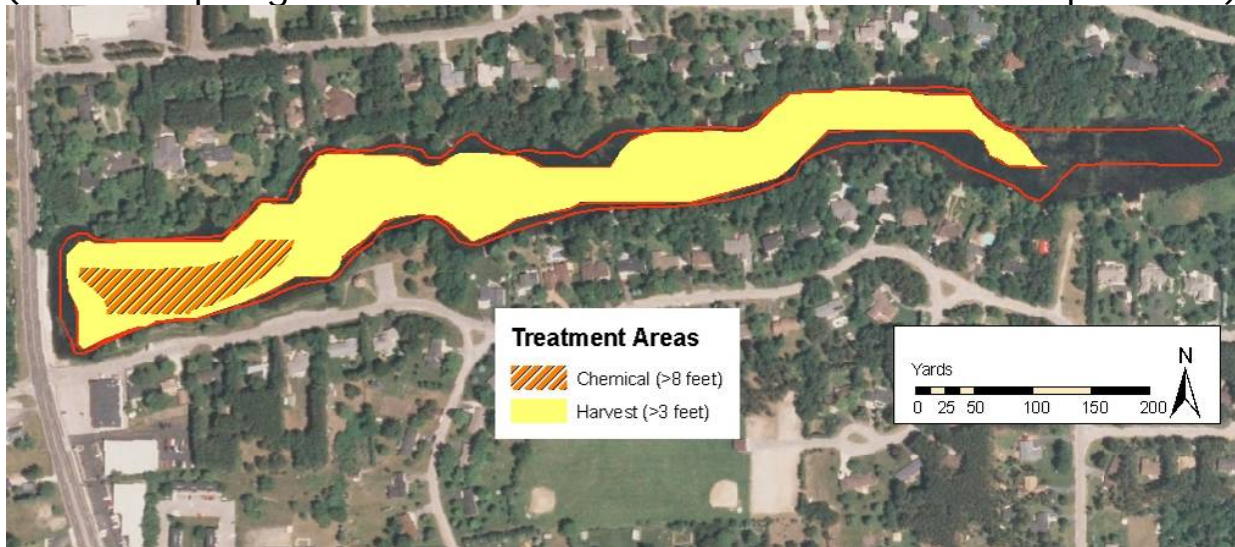 Treatment Areas
Chemical (>8 feet)
Harvest (>3 feet)
Yards
0 25 50 100 150 200
N